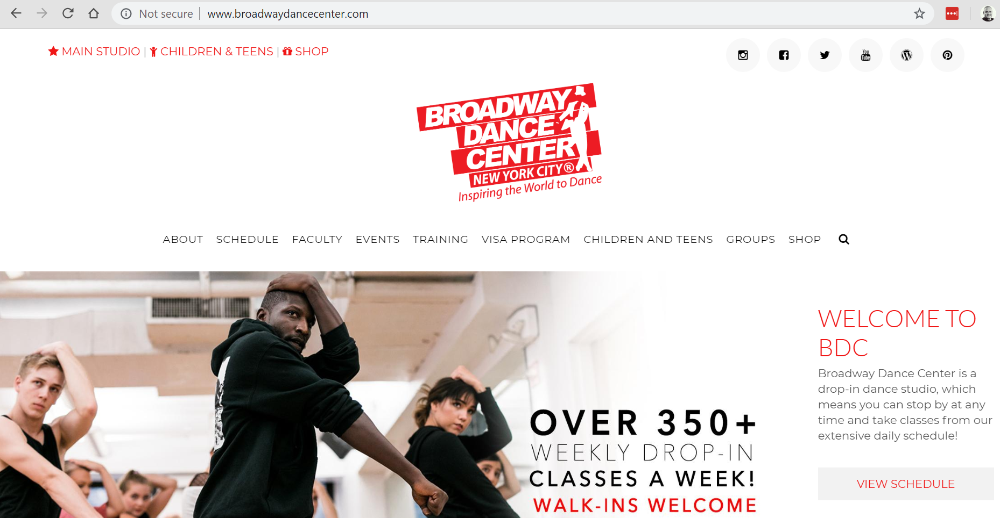 Not secure | www.broadwaydancecenter.com
MAIN STUDIO | CHILDREN & TEENS | SHOP
You
Tube
BROADWAY
DANCE
CENTER
NEW YORK CITY®
Inspiring the World to Dance
ABOUT SCHEDULE FACULTY EVENTS TRAINING VISA PROGRAM CHILDREN AND TEENS GROUPS SHOP
OVER 350+
WEEKLY DROP-IN
CLASSES A WEEK!
WALK-INS WELCOME
WELCOME TO
BDC
Broadway Dance Center is a
drop-in dance studio, which
means you can stop by at any
time and take classes from our
extensive daily schedule!
VIEW SCHEDULE